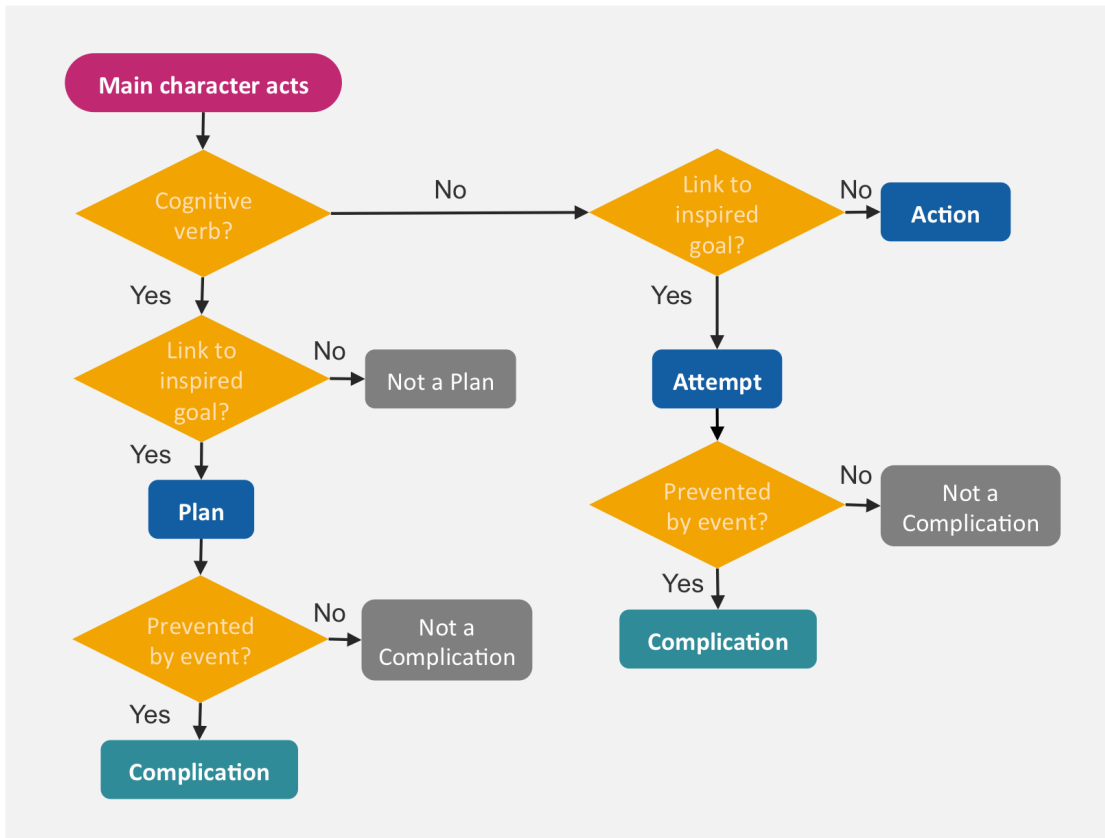 Main character acts
Cognitive
verb?
No
Link to
inspired
goal?
No
Action
Yes
Yes
Link to
inspired
goal?
No
Not a Plan
Attempt
Yes
Plan
Prevented
by event?
No
Not a
Complication
Yes
Prevented
by event?
No
Not a
Complication
Complication
Yes
Complication